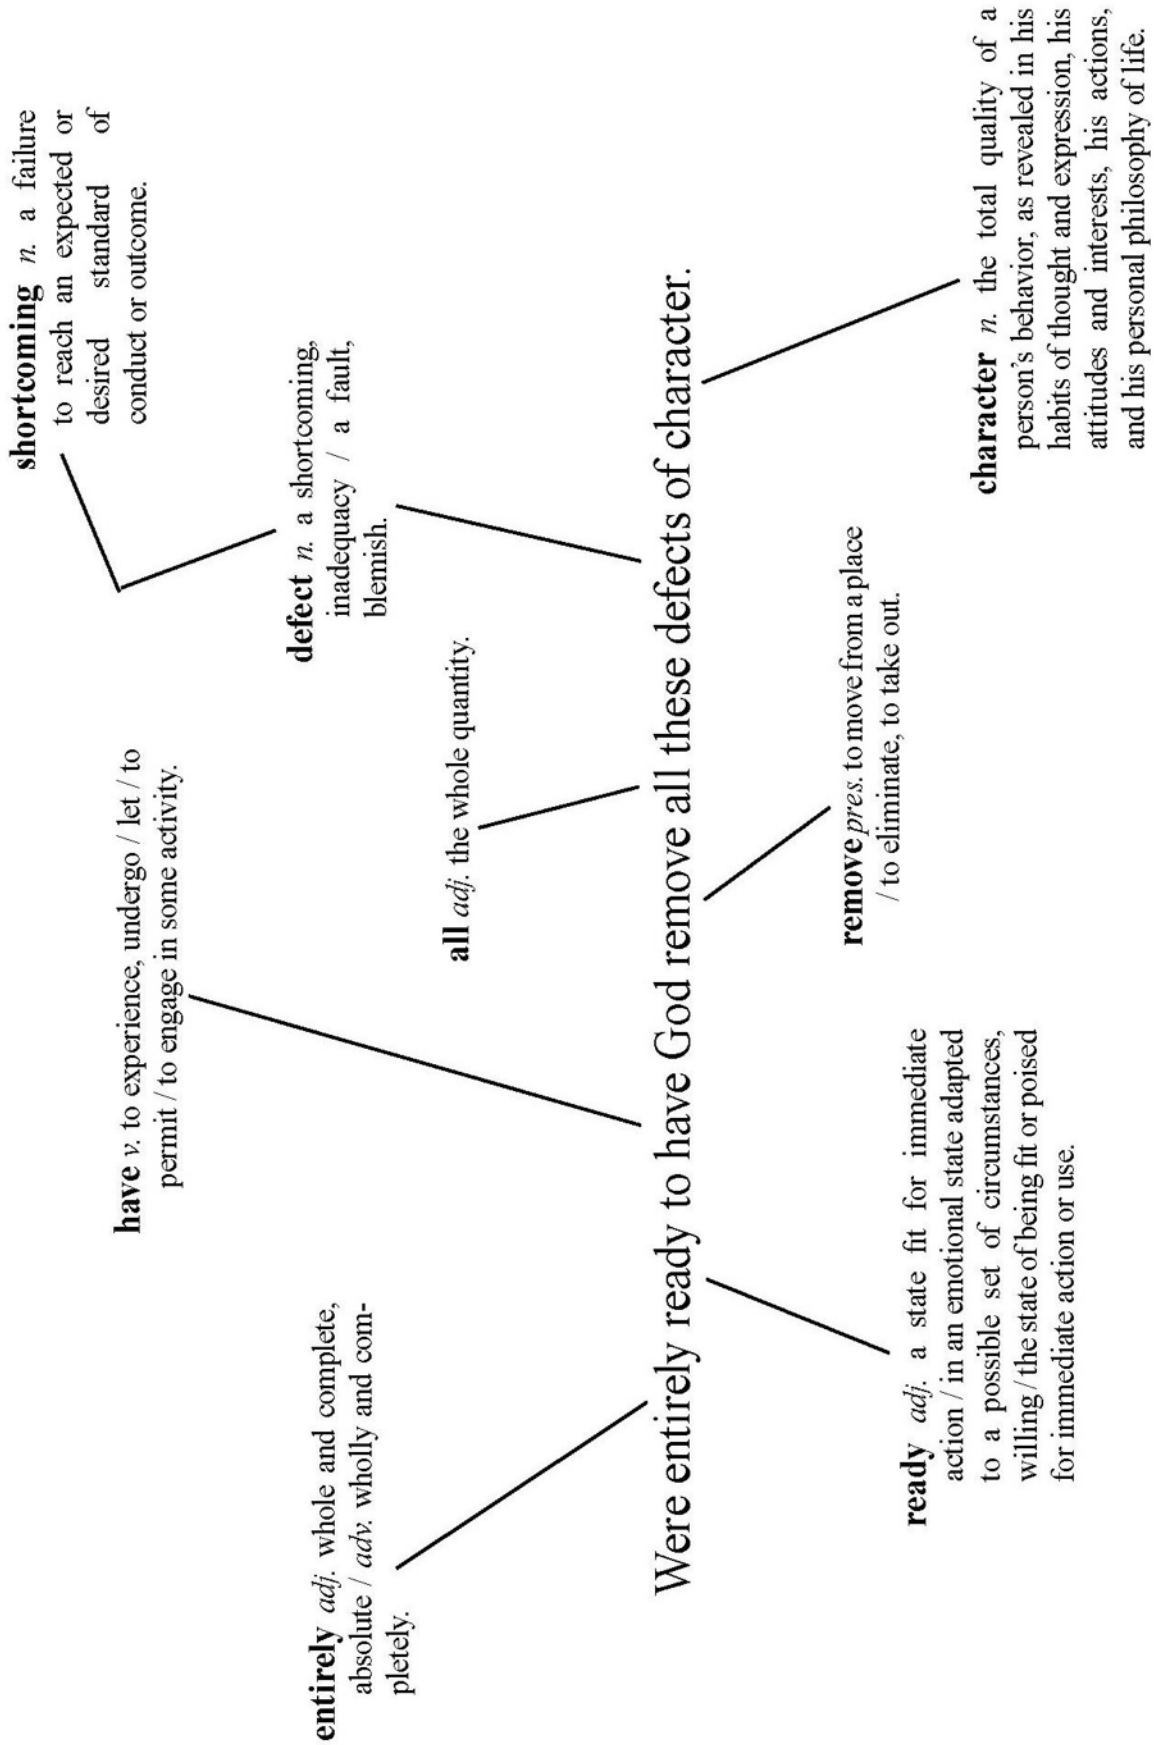 shortcoming n. a failure
to reach an expected or
desired standard of
conduct or outcome.
have v. to experience, undergo / let / to
permit / to engage in some activity.
defect n. a shortcoming,
inadequacy / a fault,
blemish.
entirely adj. whole and complete,
absolute / adv. wholly and com-
pletely.
all adj. the whole quantity.
Were entirely ready to have God remove all these defects of character.
remove pres. to move from a place
/ to eliminate, to take out.
ready adj. a state fit for immediate
action / in an emotional state adapted
to a possible set of circumstances,
willing / the state of being fit or poised
for immediate action or use.
character n. the total quality of a
person's behavior, as revealed in his
habits of thought and expression, his
attitudes and interests, his actions,
and his personal philosophy of life.